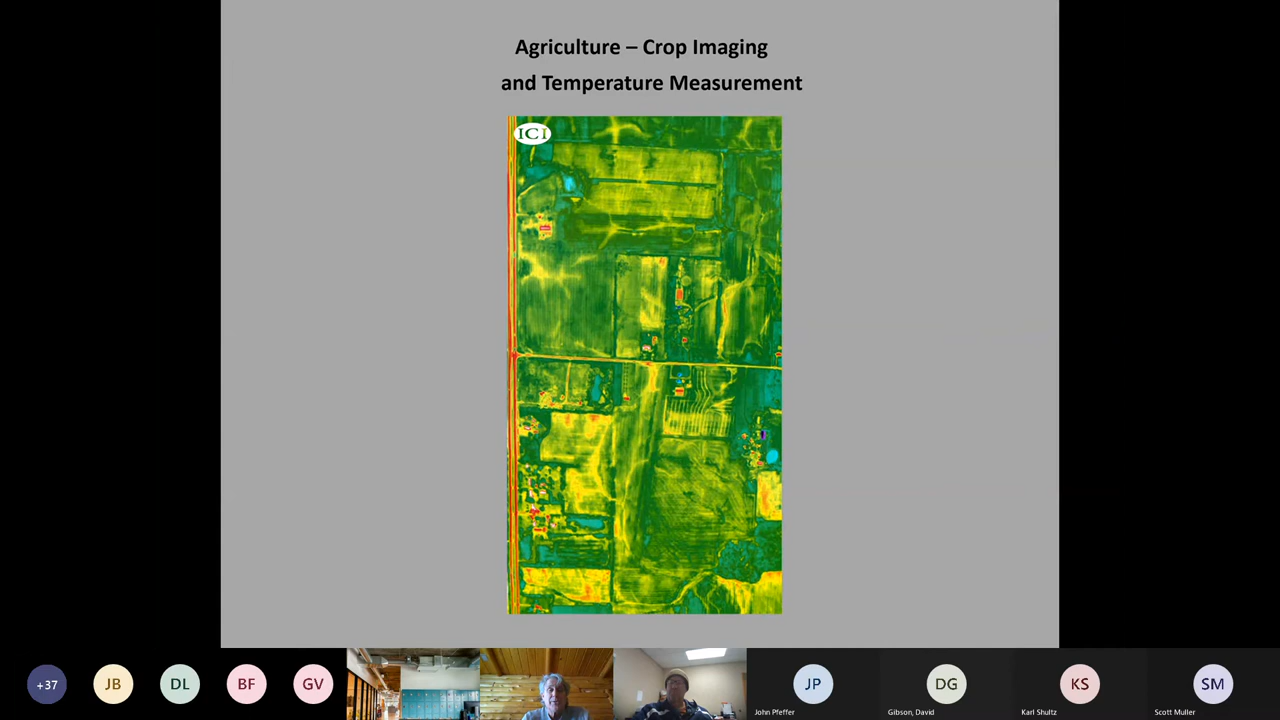 Agriculture – Crop Imaging
and Temperature Measurement
ICI
+37
JB
DL
BF
GV
JP
DG
KS
SM
John Pfeffer
Gibson, David
Karl Shultz
Scott Muller